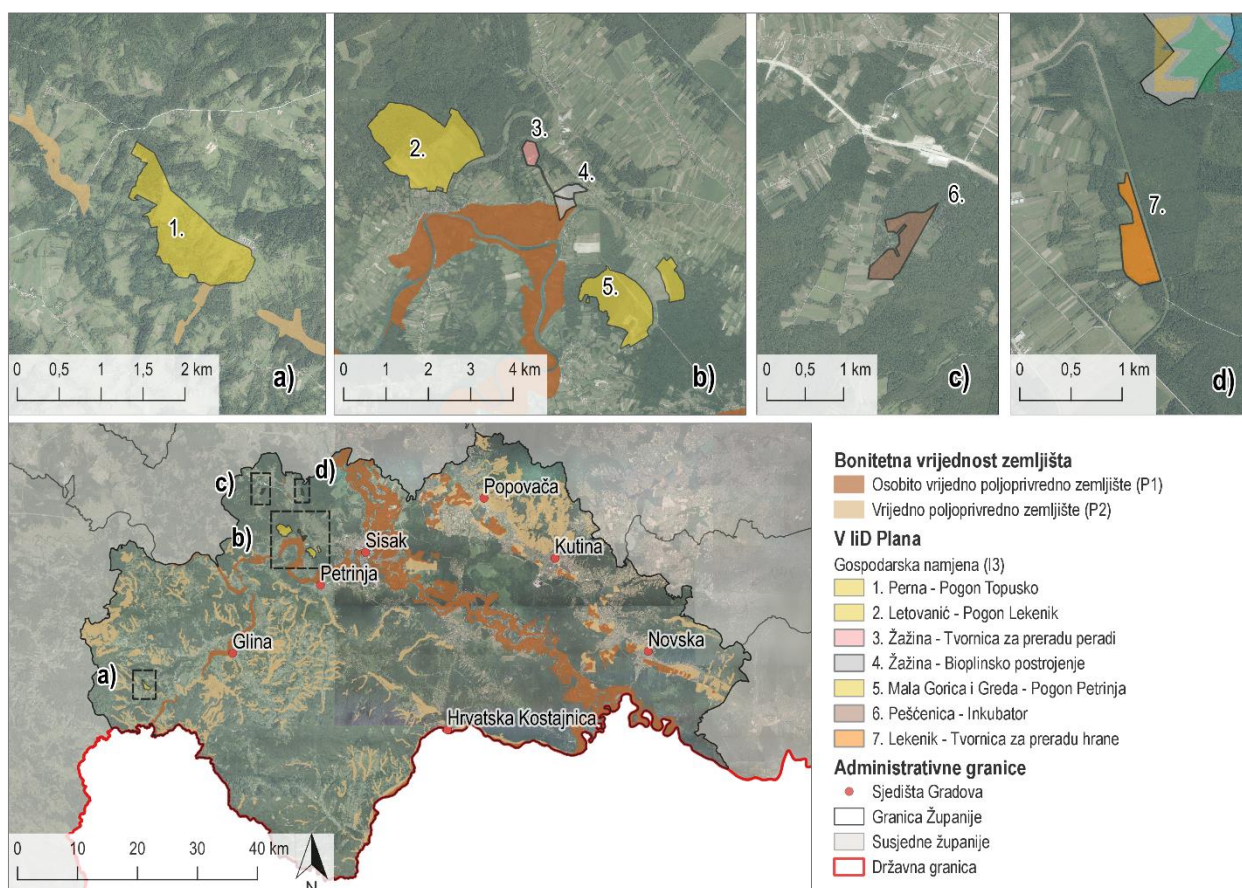 1.
0 0,5 1 2 km
a)
2.
3.
4.
5.
0 1 2 4 km
b)
6.
0 0,5 1 km
c)
7.
0 0,5 1 km
d)
c)
d)
b)
a)
Popovača
Sisak
Kutina
Petrinja
Glina
Novska
Hrvatska Kostajnica
0 10 20 40 km
N
Bonitetna vrijednost zemljišta
Osobito vrijedno poljoprivredno zemljište (P1)
Vrijedno poljoprivredno zemljište (P2)
V IiD Plana
Gospodarska namjena (I3)
1. Perna - Pogon Topusko
2. Letovanić - Pogon Lekenik
3. Žažina - Tvornica za preradu peradi
4. Žažina - Bioplinsko postrojenje
5. Mala Gorica i Greda - Pogon Petrinja
6. Pešćenica - Inkubator
7. Lekenik - Tvornica za preradu hrane
Administrativne granice
Sjedišta Gradova
Granica Županije
Susjedne županije
Državna granica